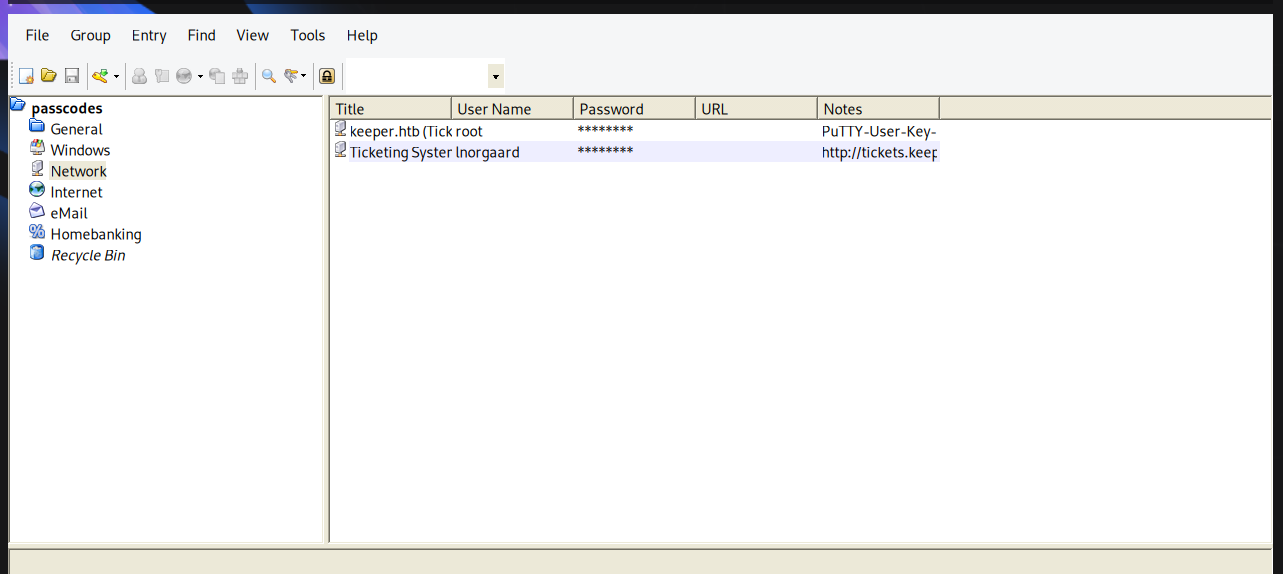 File Group Entry Find View Tools Help
passcodes
General
Windows
Network
Internet
eMail
Homebanking
Recycle Bin
Title User Name Password URL Notes
keeper.htb (Tick root ******** PuTTY-User-Key-
Ticketing Syster lnorgaard ******** http://tickets.keep